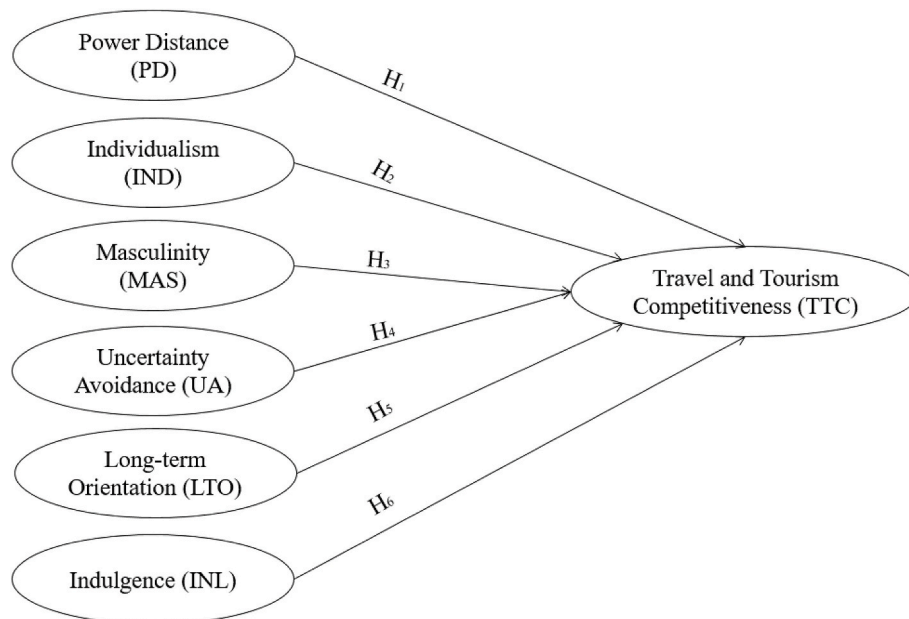 Power Distance
(PD)
H₁
Individualism
(IND)
H₂
Masculinity
(MAS)
H₃
Travel and Tourism
Competitiveness (TTC)
Uncertainty
Avoidance (UA)
H₄
Long-term
Orientation (LTO)
H₅
Indulgence (INL)
H₆